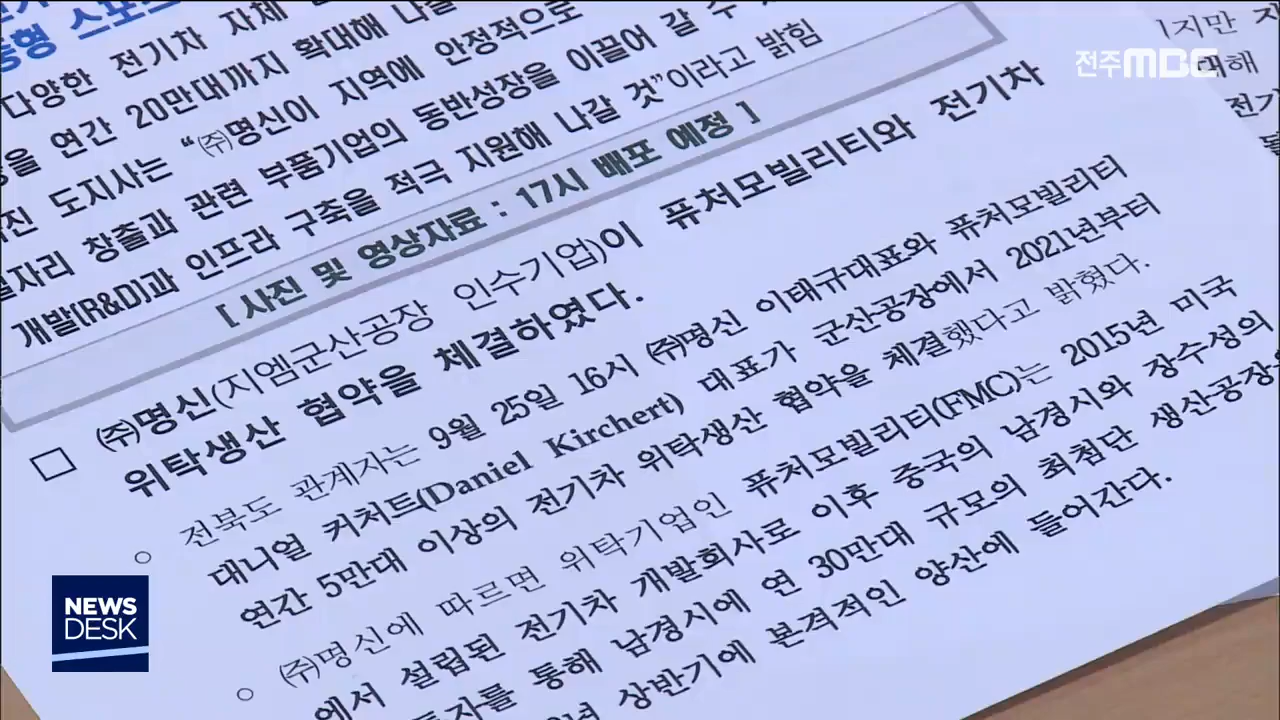 동형 스포
다양한 전기차 자체
을 연간 20만대까지 확대해 나갈
진 도지사는 “㈜명신이 지역에 안정적으로
일자리 창출과 관련 부품기업의 동반성장을 이끌어 갈 수
개발(R&D)과 인프라 구축을 적극 지원해 나갈 것”이라고 밝힘
[ 사진 및 영상자료 : 17시 배포 예정 ]
□ ㈜명신(지엠군산공장 인수기업)이 퓨처모빌리티와 전기차
위탁생산 협약을 체결하였다.
○ 전북도 관계자는 9월 25일 16시 ㈜명신 이태규대표와 퓨처모빌리티
대니얼 커처트(Daniel Kirchert) 대표가 군산공장에서 2021년부터
연간 5만대 이상의 전기차 위탁생산 협약을 체결했다고 밝혔다.
○ ㈜명신에 따르면 위탁기업인 퓨처모빌리티(FMC)는 2015년 미국
에서 설립된 전기차 개발회사로 이후 중국의 남경시와 장수성의
투자를 통해 남경시에 연 30만대 규모의 최첨단 생산공장
상반기에 본격적인 양산에 들어간다.
지만
대해
전기
전주MBC
NEWS
DESK